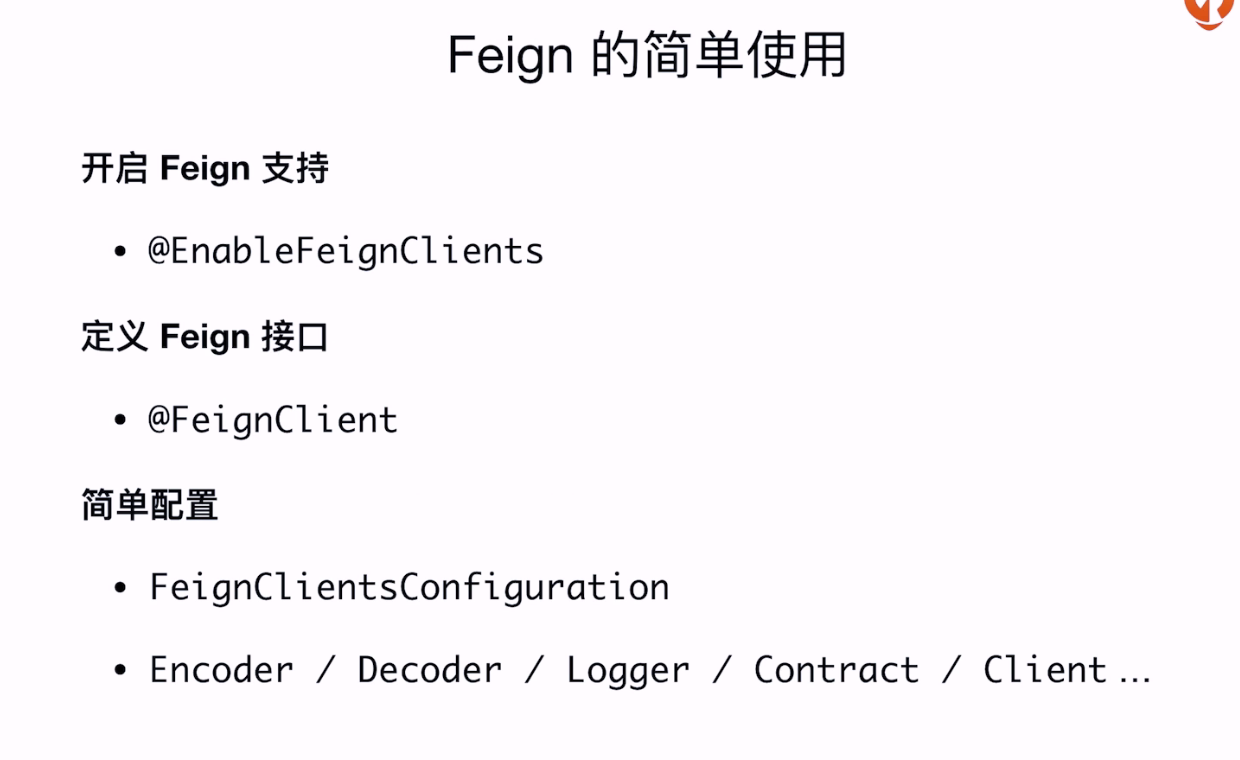 Feign 的简单使用
开启 Feign 支持
• @EnableFeignClients
定义 Feign 接口
• @FeignClient
简单配置
• FeignClientsConfiguration
• Encoder / Decoder / Logger / Contract / Client …